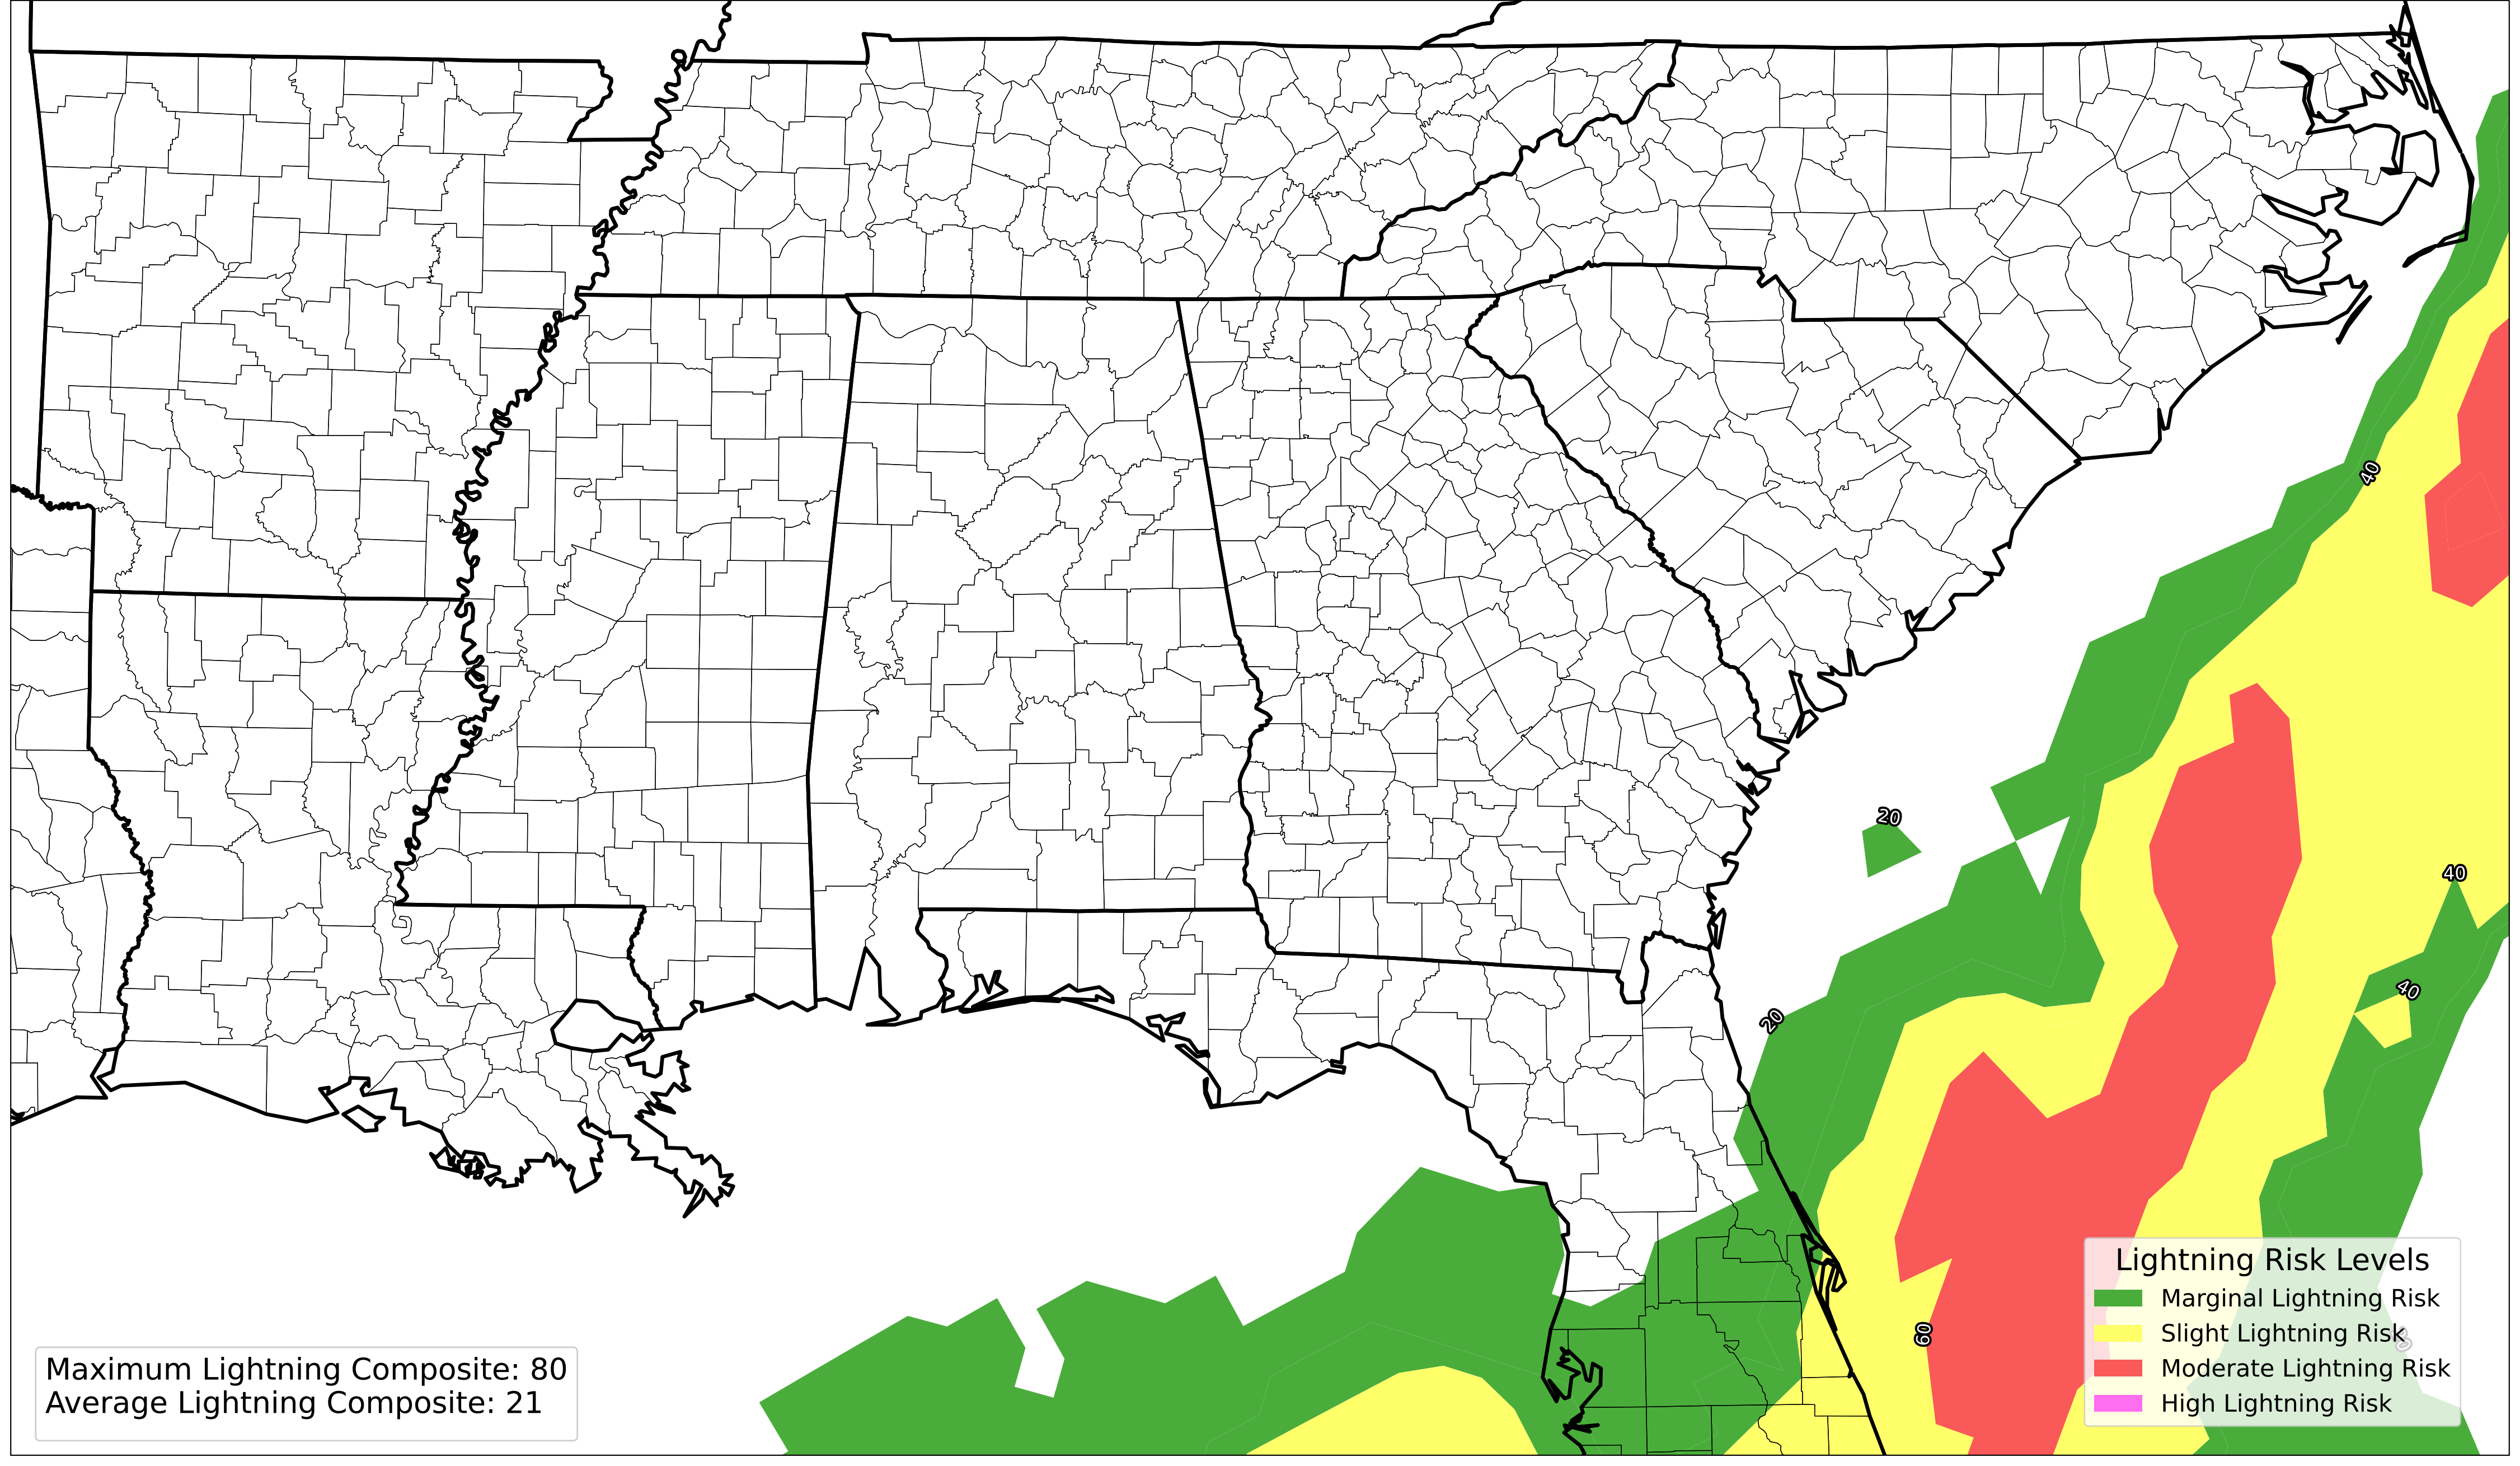 40
20
40
40
20
60
Lightning Risk Levels
Marginal Lightning Risk
Slight Lightning Risk
Moderate Lightning Risk
High Lightning Risk
Maximum Lightning Composite: 80
Average Lightning Composite: 21